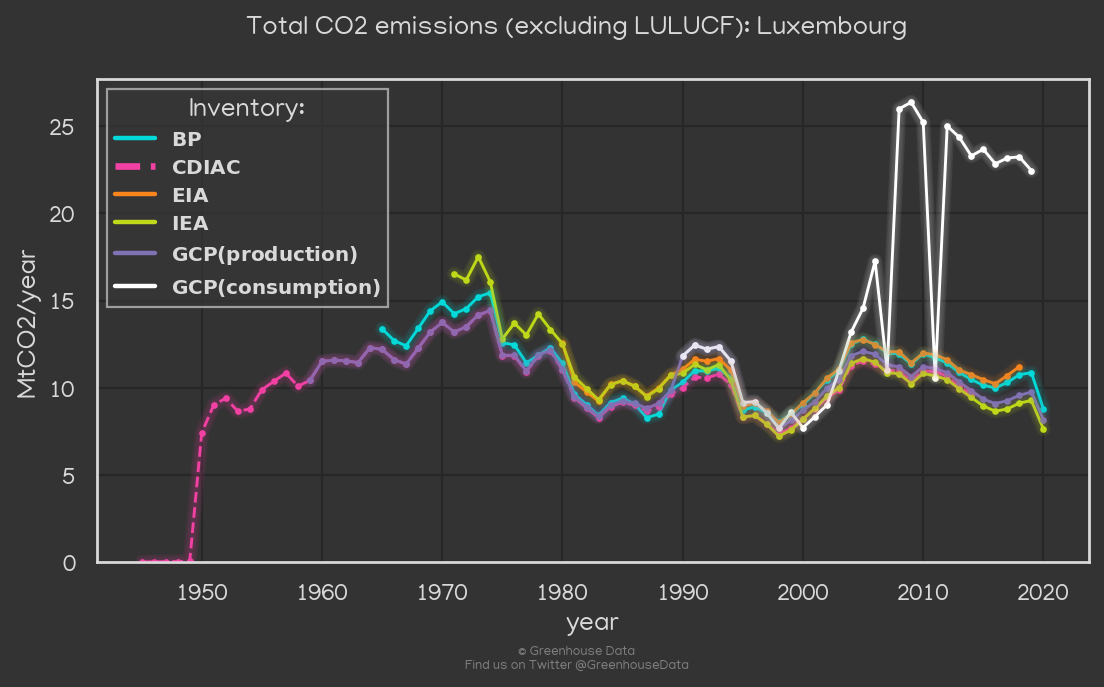 Total CO2 emissions (excluding LULUCF): Luxembourg
Inventory:
BP
CDIAC
EIA
IEA
GCP(production)
GCP(consumption)
MtCO2/year
25
20
15
10
5
0
1950 1960 1970 1980 1990 2000 2010 2020
year
© Greenhouse Data
Find us on Twitter @GreenhouseData